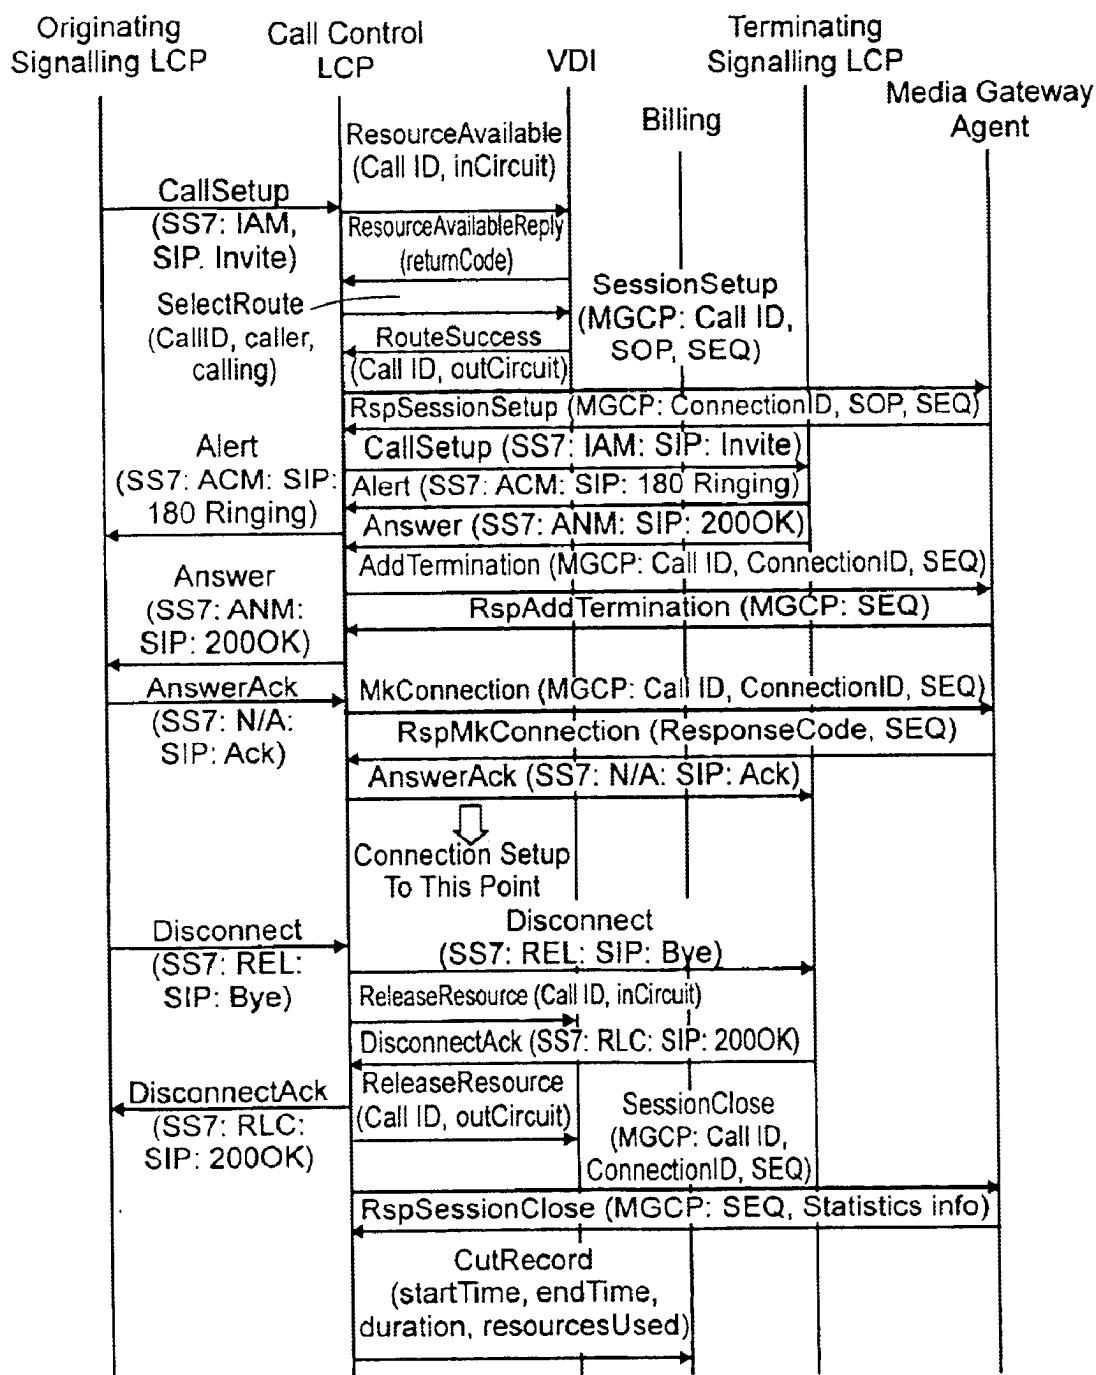 Originating
Signalling LCP
Call Control
LCP
VDI
Terminating
Signalling LCP
Billing
Media Gateway
Agent
ResourceAvailable
(Call ID, inCircuit)
CallSetup
(SS7: IAM,
SIP. Invite)
ResourceAvailableReply
(returnCode)
SelectRoute
(CallID, caller,
calling)
SessionSetup
(MGCP: Call ID,
SOP, SEQ)
RouteSuccess
(Call ID, outCircuit)
RspSessionSetup (MGCP: ConnectionID, SOP, SEQ)
Alert
(SS7: ACM: SIP:
180 Ringing)
CallSetup (SS7: IAM: SIP: Invite)
Alert (SS7: ACM: SIP: 180 Ringing)
Answer (SS7: ANM: SIP: 200OK)
AddTermination (MGCP: Call ID, ConnectionID, SEQ)
Answer
(SS7: ANM:
SIP: 200OK)
RspAddTermination (MGCP: SEQ)
AnswerAck
(SS7: N/A:
SIP: Ack)
MkConnection (MGCP: Call ID, ConnectionID, SEQ)
RspMkConnection (ResponseCode, SEQ)
AnswerAck (SS7: N/A: SIP: Ack)
Connection Setup
To This Point
Disconnect
(SS7: REL:
SIP: Bye)
Disconnect
(SS7: REL: SIP: Bye)
ReleaseResource (Call ID, inCircuit)
DisconnectAck (SS7: RLC: SIP: 200OK)
DisconnectAck
(SS7: RLC:
SIP: 200OK)
ReleaseResource
(Call ID, outCircuit)
SessionClose
(MGCP: Call ID,
ConnectionID, SEQ)
RspSessionClose (MGCP: SEQ, Statistics info)
CutRecord
(startTime, endTime,
duration, resourcesUsed)